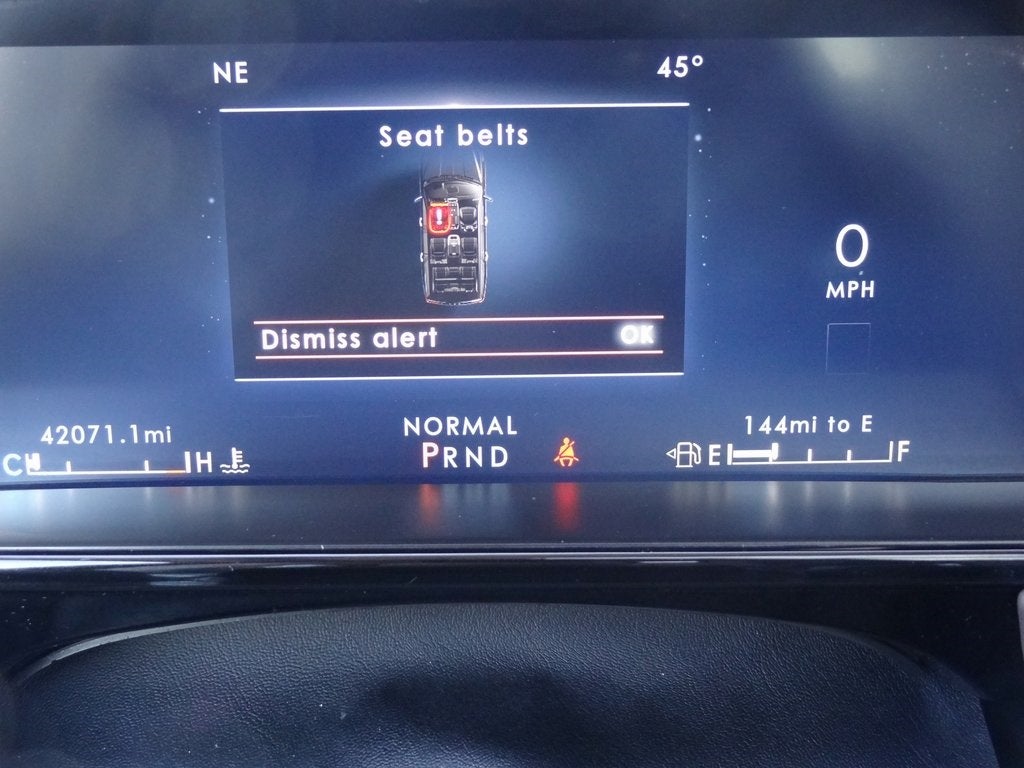 NE
45°
Seat belts
0
MPH
Dismiss alert OK
42071.1mi
NORMAL
144mi to E
C H
PRND
E F